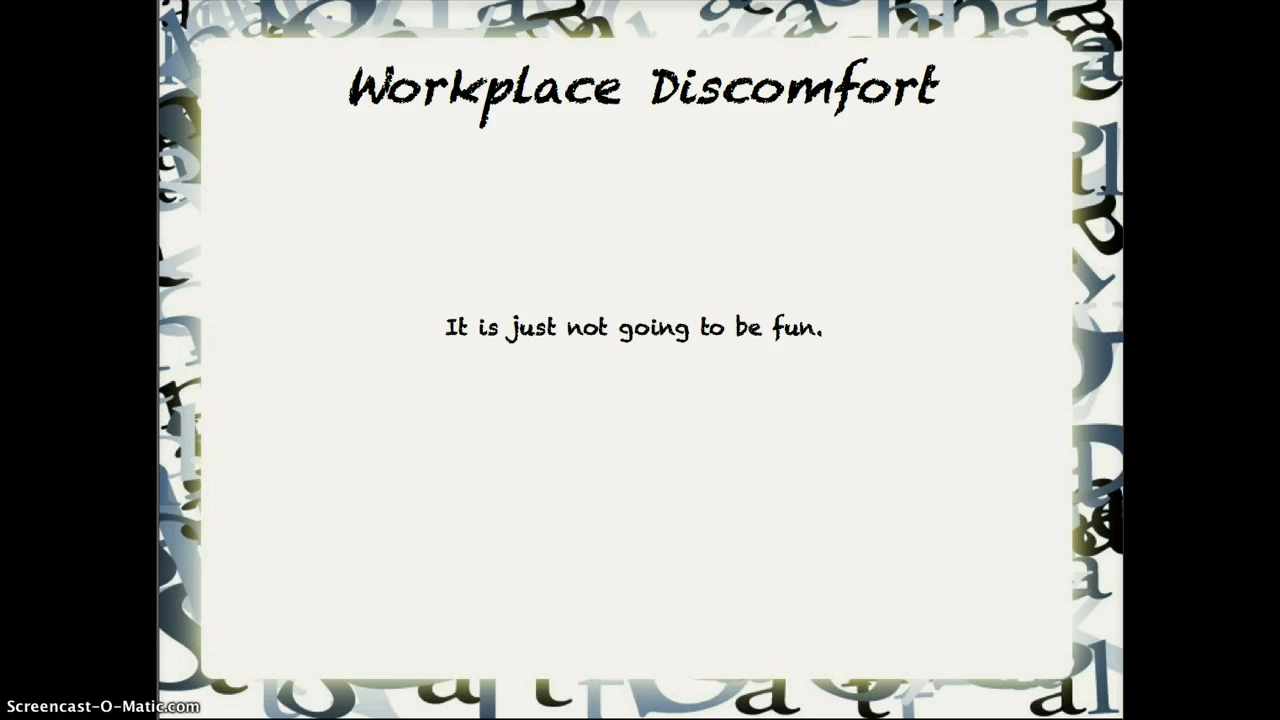 Workplace Discomfort
It is just not going to be fun.
Screencast-O-Matic.com